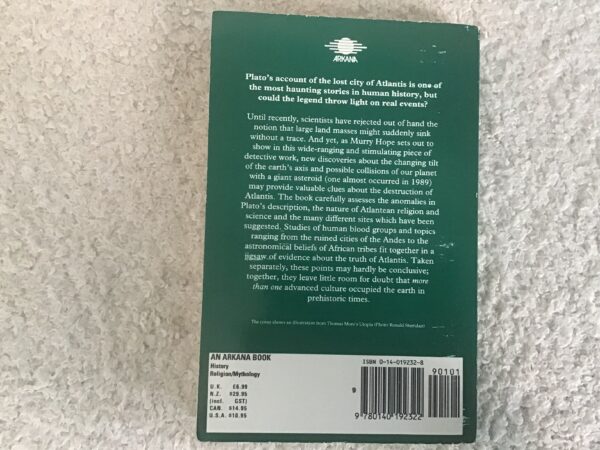 ARKANA
Plato's account of the lost city of Atlantis is one of
the most haunting stories in human history, but
could the legend throw light on real events?
Until recently, scientists have rejected out of hand the
notion that large land masses might suddenly sink
without a trace. And yet, as Murry Hope sets out to
show in this wide-ranging and stimulating piece of
detective work, new discoveries about the changing tilt
of the earth's axis and possible collisions of our planet
with a giant asteroid (one almost occurred in 1989)
may provide valuable clues about the destruction of
Atlantis. The book carefully assesses the anomalies in
Plato's description, the nature of Atlantean religion and
science and the many different sites which have been
suggested. Studies of human blood groups and topics
ranging from the ruined cities of the Andes to the
astronomical beliefs of African tribes fit together in a
jigsaw of evidence about the truth of Atlantis. Taken
separately, these points may hardly be conclusive;
together, they leave little room for doubt that more
than one advanced culture occupied the earth in
prehistoric times.
The cover shows an illustration from Thomas More's Utopia (Photo: Ronald Sheridan)
AN ARKANA BOOK
History
Religion/Mythology
U.K. £6.99
N.Z. $29.95
(incl. GST)
CAN. $14.95
U.S.A. $10.95
ISBN 0-14-019232-8
90101
9
9 780140 192322